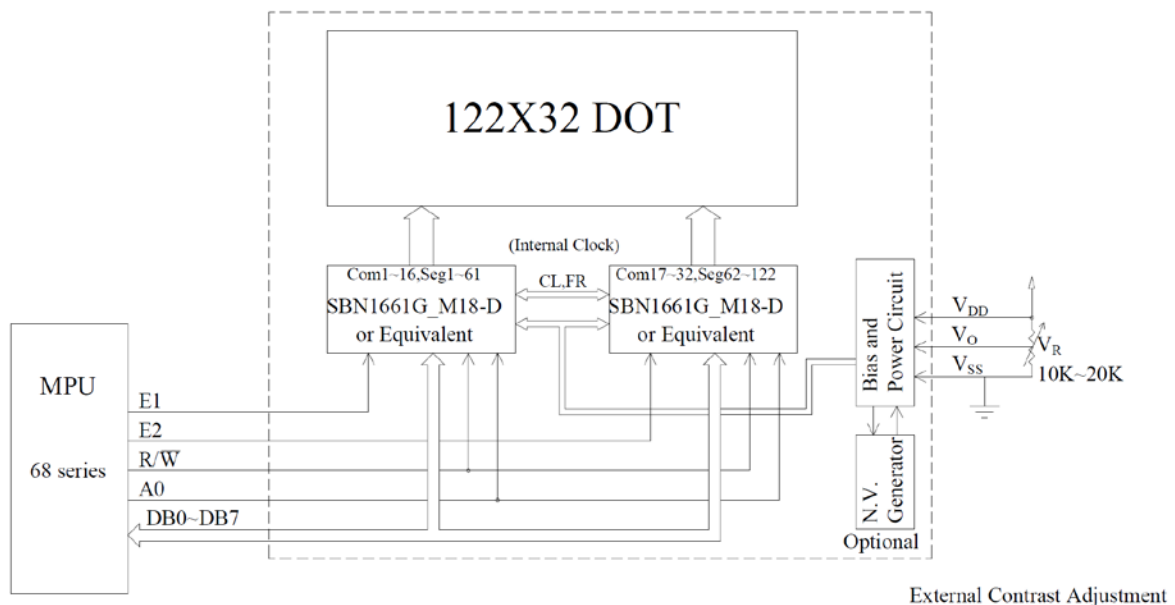 122X32 DOT
(Internal Clock)
Com1~16,Seg1~61
SBN1661G_M18-D
or Equivalent
CL,FR
Com17~32,Seg62~122
SBN1661G_M18-D
or Equivalent
MPU
68 series
E1
E2
R/W̅
A0
DB0~DB7
Bias and
Power Circuit
VDD
VO
VSS
VR
10K~20K
N.V.
Generator
Optional
External Contrast Adjustment